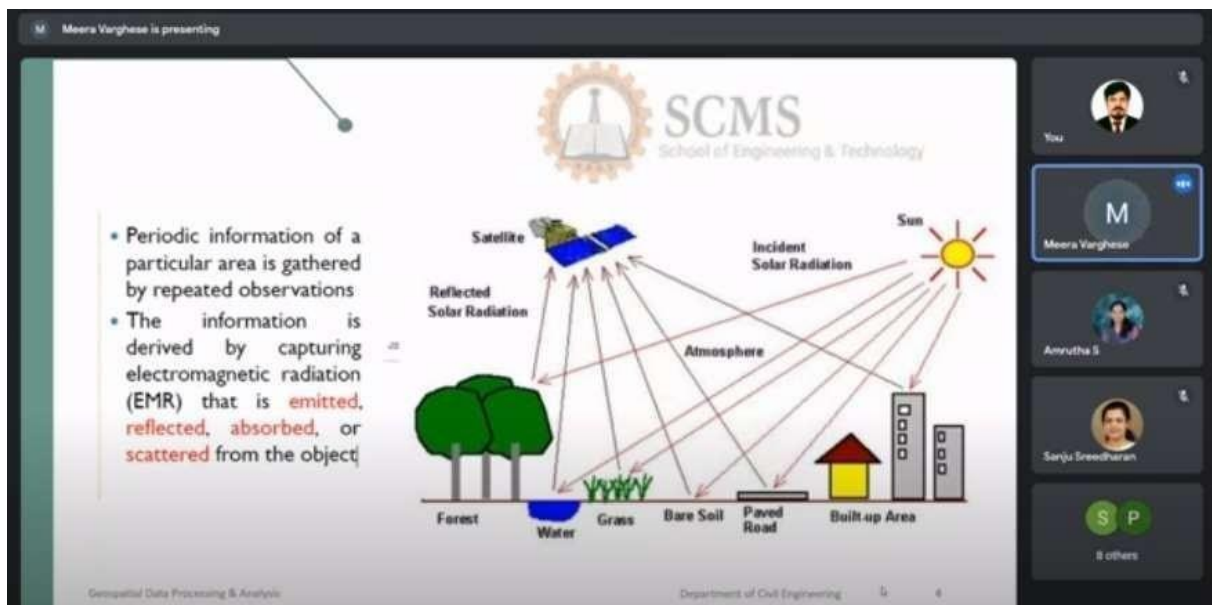 M Meera Varghese is presenting
SCMS
School of Engineering & Technology
• Periodic information of a
particular area is gathered
by repeated observations
• The information is
derived by capturing
electromagnetic radiation
(EMR) that is emitted,
reflected, absorbed, or
scattered from the object
Satellite
Sun
Incident
Solar Radiation
Reflected
Solar Radiation
Atmosphere
Forest
Water
Grass
Bare Soil
Paved
Road
Built-up Area
Geospatial Data Processing & Analysis
Department of Civil Engineering
You
M
Meera Varghese
Amrutha S
Sanju Sreedharan
S P
8 others